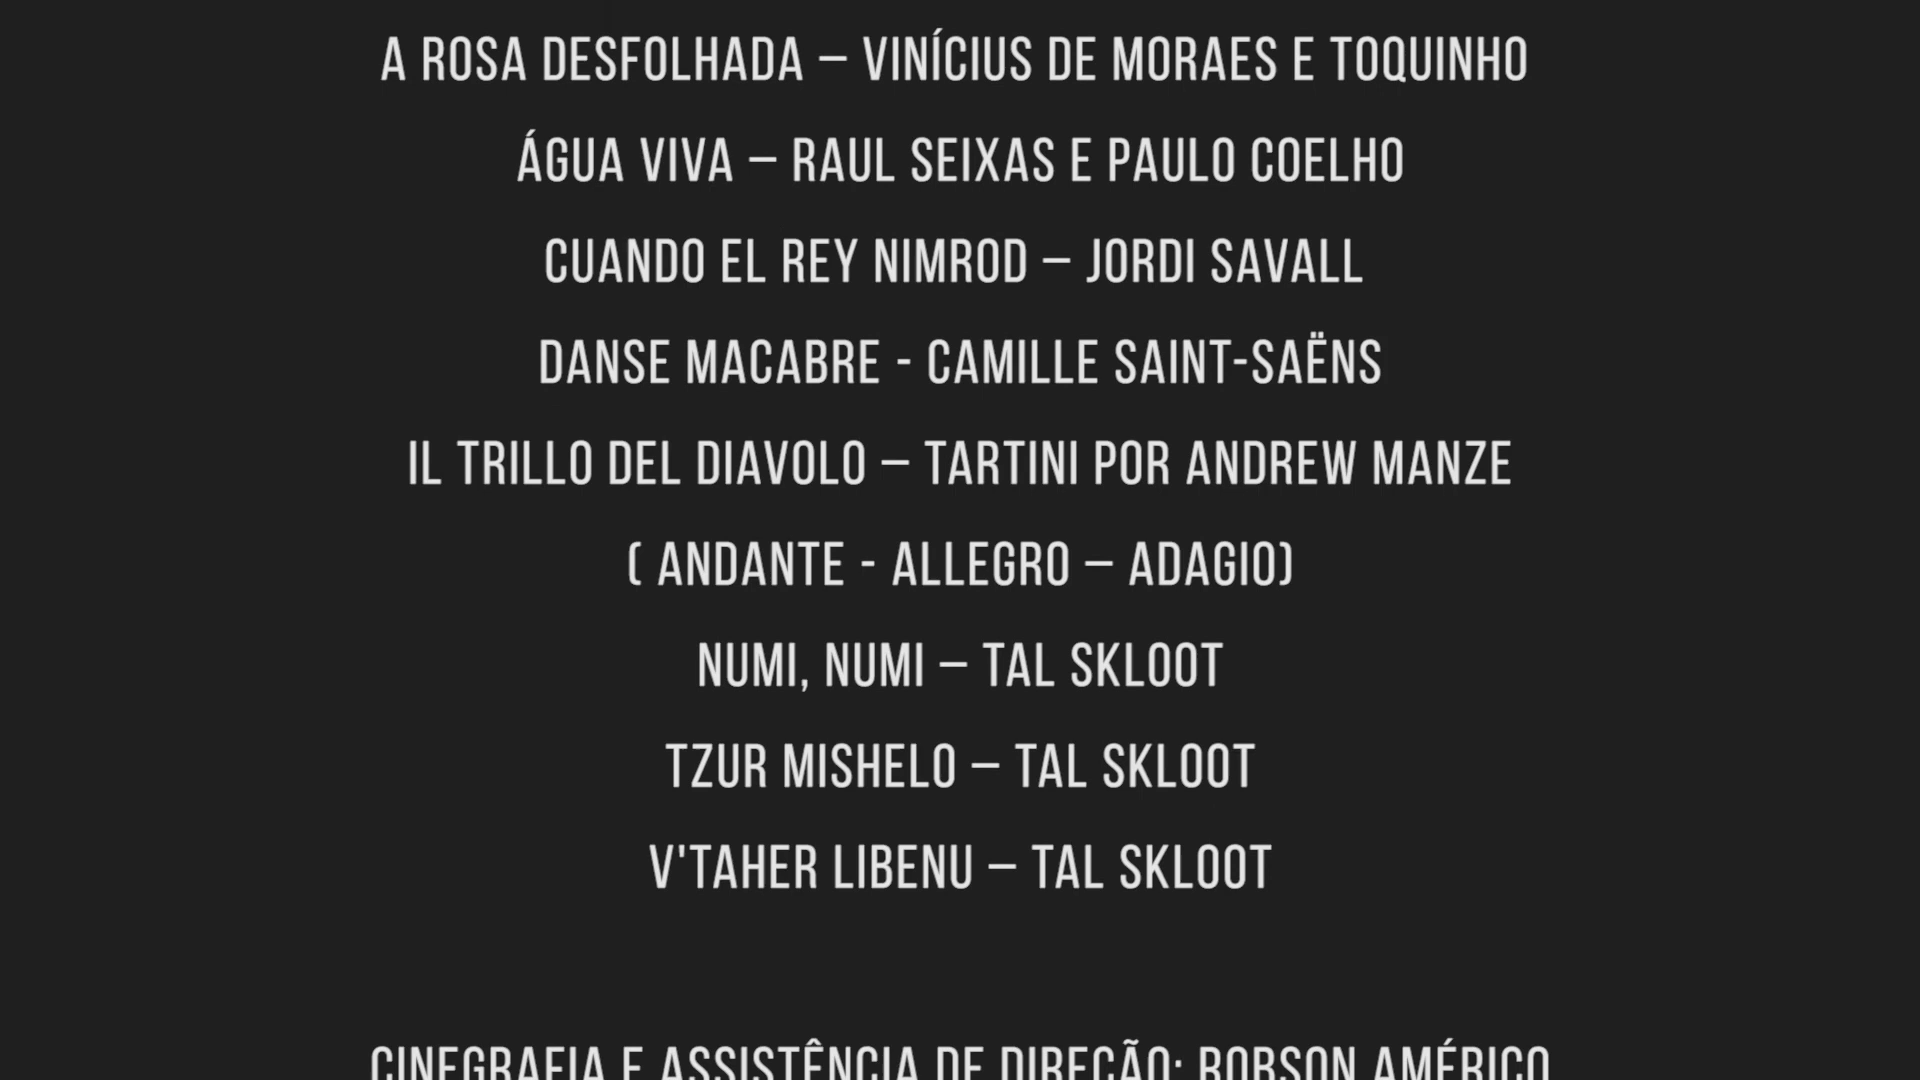 A ROSA DESFOLHADA – VINÍCIUS DE MORAES E TOQUINHO
ÁGUA VIVA – RAUL SEIXAS E PAULO COELHO
CUANDO EL REY NIMROD – JORDI SAVALL
DANSE MACABRE - CAMILLE SAINT-SAËNS
IL TRILLO DEL DIAVOLO – TARTINI POR ANDREW MANZE
( ANDANTE - ALLEGRO – ADAGIO)
NUMI, NUMI – TAL SKLOOT
TZUR MISHELO – TAL SKLOOT
V'TAHER LIBENU – TAL SKLOOT
CINEGRAFIA E ASSISTÊNCIA DE DIREÇÃO: ROBSON AMÉRICO